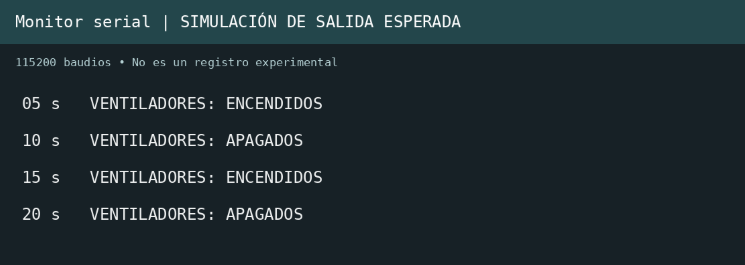 Monitor serial | SIMULACIÓN DE SALIDA ESPERADA
115200 baudios • No es un registro experimental
05 s   VENTILADORES: ENCENDIDOS
10 s   VENTILADORES: APAGADOS
15 s   VENTILADORES: ENCENDIDOS
20 s   VENTILADORES: APAGADOS